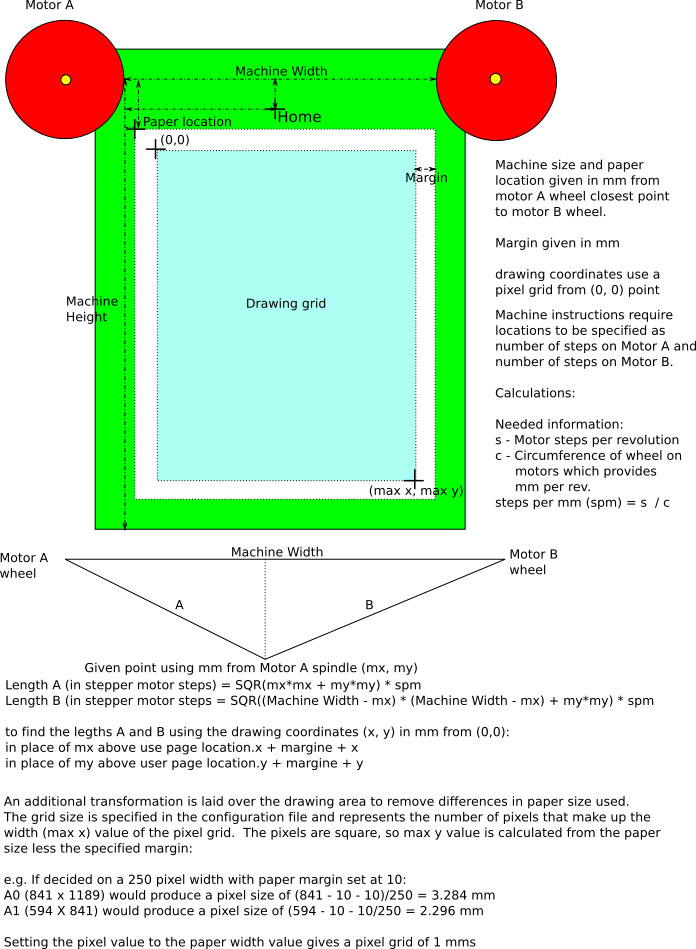 Motor A
Motor B
Machine Width
Home
Paper location
(0,0)
Margin
Machine
Height
Drawing grid
(max x, max y)
Machine size and paper
location given in mm from
motor A wheel closest point
to motor B wheel.
Margin given in mm
drawing coordinates use a
pixel grid from (0, 0) point
Machine instructions require
locations to be specified as
number of steps on Motor A and
number of steps on Motor B.
Calculations:
Needed information:
s - Motor steps per revolution
c - Circumference of wheel on
motors which provides
mm per rev.
steps per mm (spm) = s / c
Motor A
wheel
Machine Width
Motor B
wheel
A
B
Given point using mm from Motor A spindle (mx, my)
Length A (in stepper motor steps) = SQR(mx*mx + my*my) * spm
Length B (in stepper motor steps = SQR((Machine Width - mx) * (Machine Width - mx) + my*my) * spm
to find the legths A and B using the drawing coordinates (x, y) in mm from (0,0):
in place of mx above use page location.x + margine + x
in place of my above user page location.y + margine + y
An additional transformation is laid over the drawing area to remove differences in paper size used.
The grid size is specified in the configuration file and represents the number of pixels that make up the
width (max x) value of the pixel grid.  The pixels are square, so max y value is calculated from the paper
size less the specified margin:
e.g. If decided on a 250 pixel width with paper margin set at 10:
A0 (841 x 1189) would produce a pixel size of (841 - 10 - 10)/250 = 3.284 mm
A1 (594 X 841) would produce a pixel size of (594 - 10 - 10/250 = 2.296 mm
Setting the pixel value to the paper width value gives a pixel grid of 1 mms